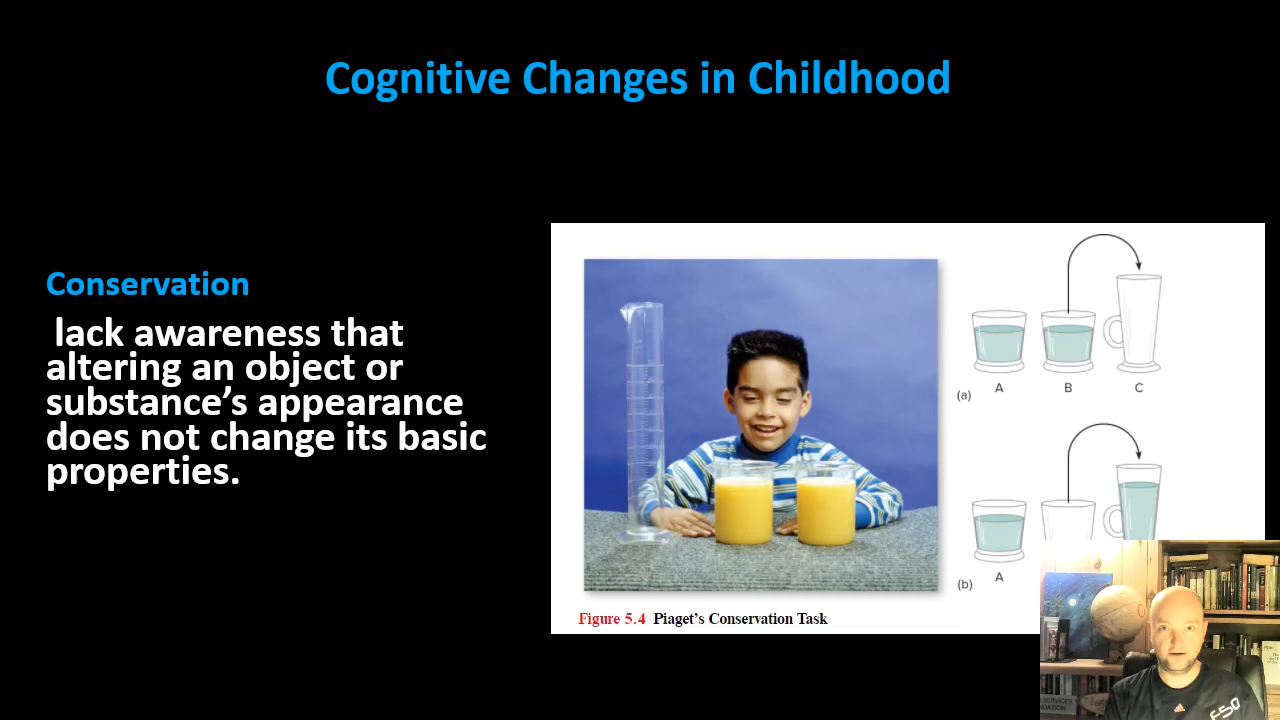 Cognitive Changes in Childhood
Conservation
lack awareness that
altering an object or
substance’s appearance
does not change its basic
properties.
A B C
(a)
A
(b)
Figure 5.4 Piaget's Conservation Task